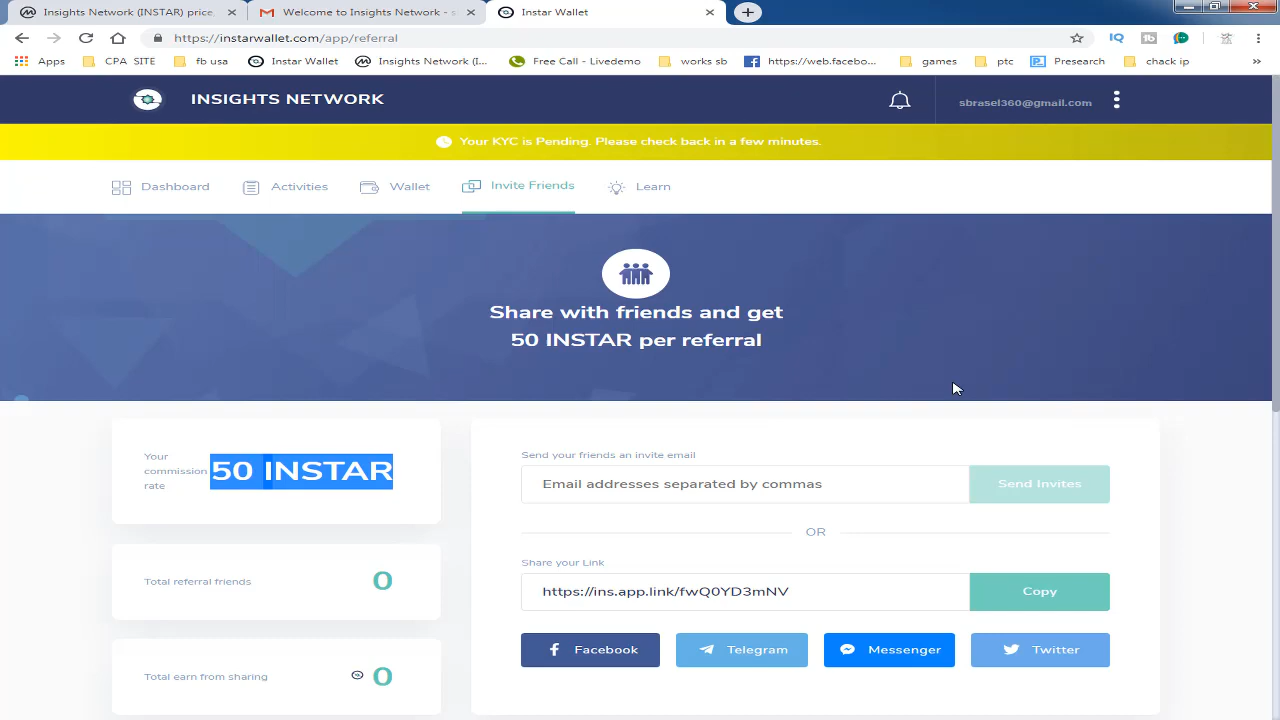 Insights Network (INSTAR) price,
Welcome to Insights Network - s
Instar Wallet
https://instarwallet.com/app/referral
Apps
CPA SITE
fb usa
Instar Wallet
Insights Network (I...
Free Call - Livedemo
works sb
https://web.facebo...
games
ptc
Presearch
chack ip
INSIGHTS NETWORK
sbrasel360@gmail.com
Your KYC is Pending. Please check back in a few minutes.
Dashboard
Activities
Wallet
Invite Friends
Learn
Share with friends and get
50 INSTAR per referral
Your
commission
rate
50 INSTAR
Total referral friends
0
Total earn from sharing
0
Send your friends an invite email
Email addresses separated by commas
Send Invites
OR
Share your Link
https://ins.app.link/fwQ0YD3mNV
Copy
Facebook
Telegram
Messenger
Twitter